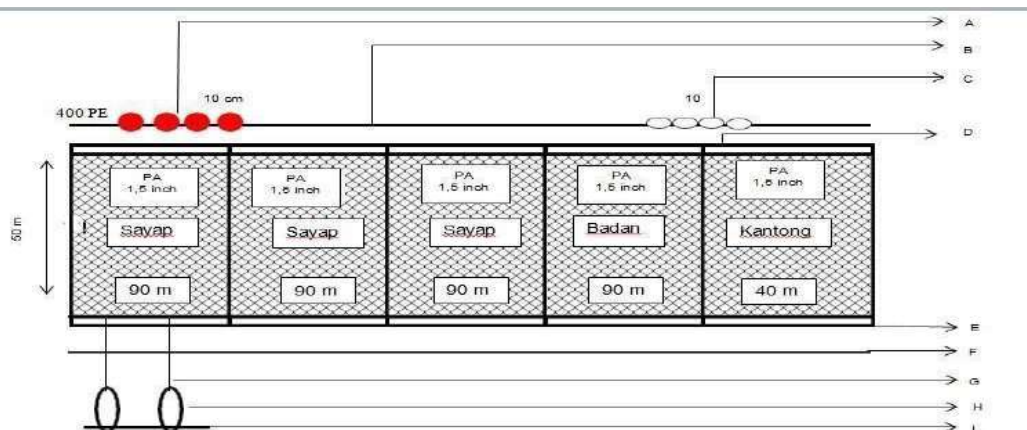 A
B
10 cm
10
C
400 PE
D
PA
1,5 inch
PA
1,5 inch
PA
1,5 inch
PA
1,5 inch
PA
1,5 inch
50 m
Sayap
Sayap
Sayap
Badan
Kantong
90 m
90 m
90 m
90 m
40 m
E
F
G
H